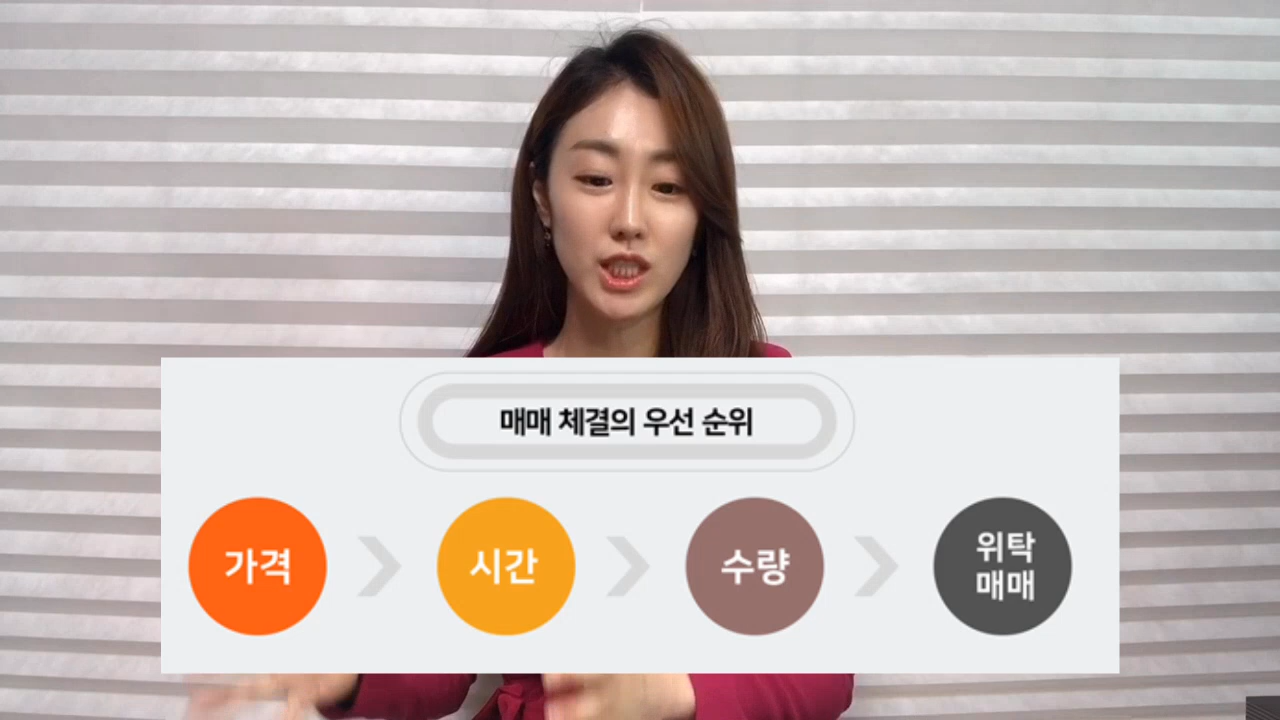 매매 체결의 우선 순위
가격
시간
수량
위탁
매매